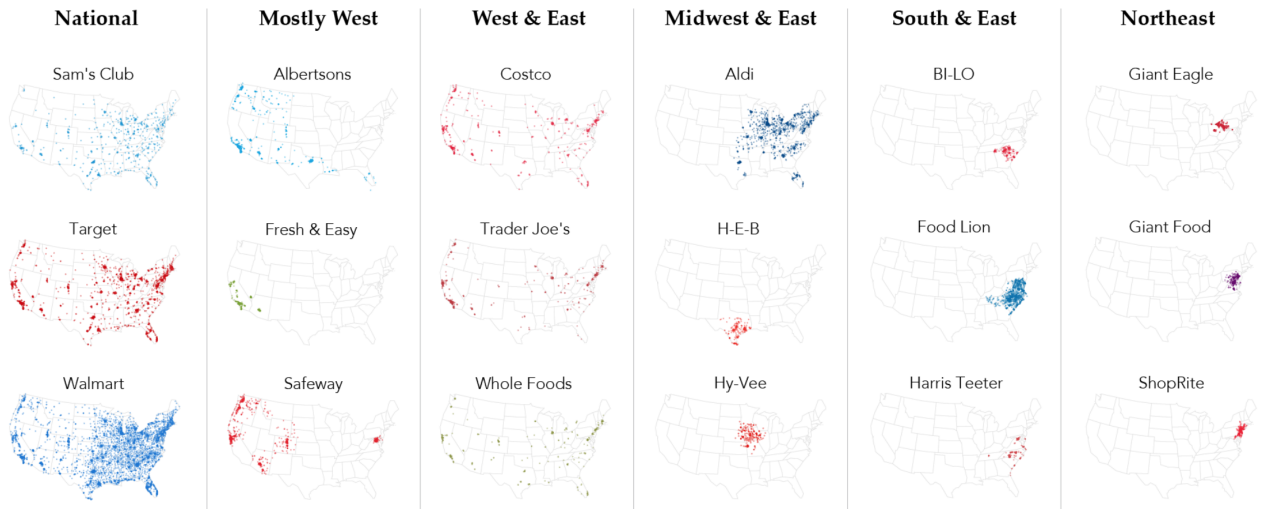 National
Mostly West
West & East
Midwest & East
South & East
Northeast
Sam's Club
Albertsons
Costco
Aldi
BI-LO
Giant Eagle
Target
Fresh & Easy
Trader Joe's
H-E-B
Food Lion
Giant Food
Walmart
Safeway
Whole Foods
Hy-Vee
Harris Teeter
ShopRite